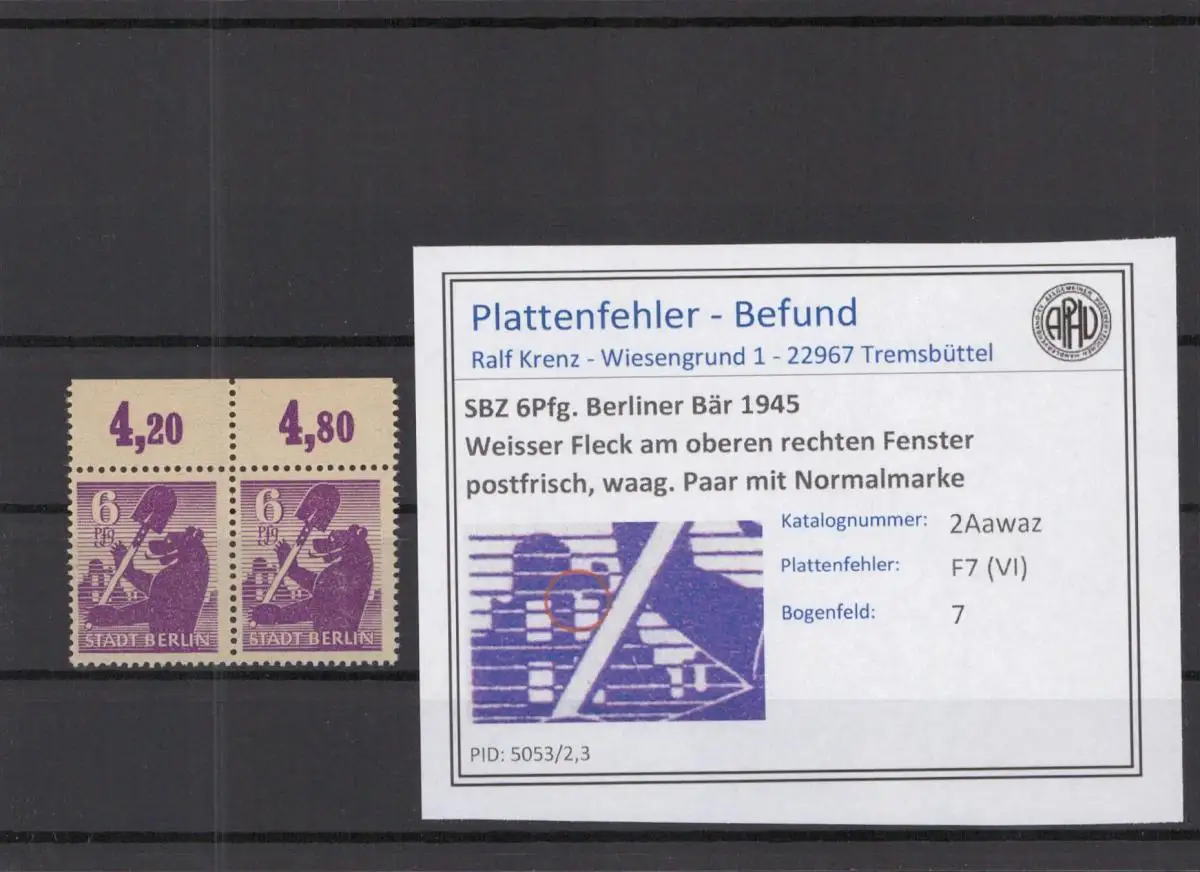 4,20
4,80
6
Pfg
STADT BERLIN
6
Pfg
STADT BERLIN
Plattenfehler - Befund
Ralf Krenz - Wiesengrund 1 - 22967 Tremsbüttel
APHV
SBZ 6Pfg. Berliner Bär 1945
Weisser Fleck am oberen rechten Fenster
postfrisch, waag. Paar mit Normalmarke
Katalognummer: 2Aawaz
Plattenfehler: F7 (VI)
Bogenfeld: 7
PID: 5053/2,3